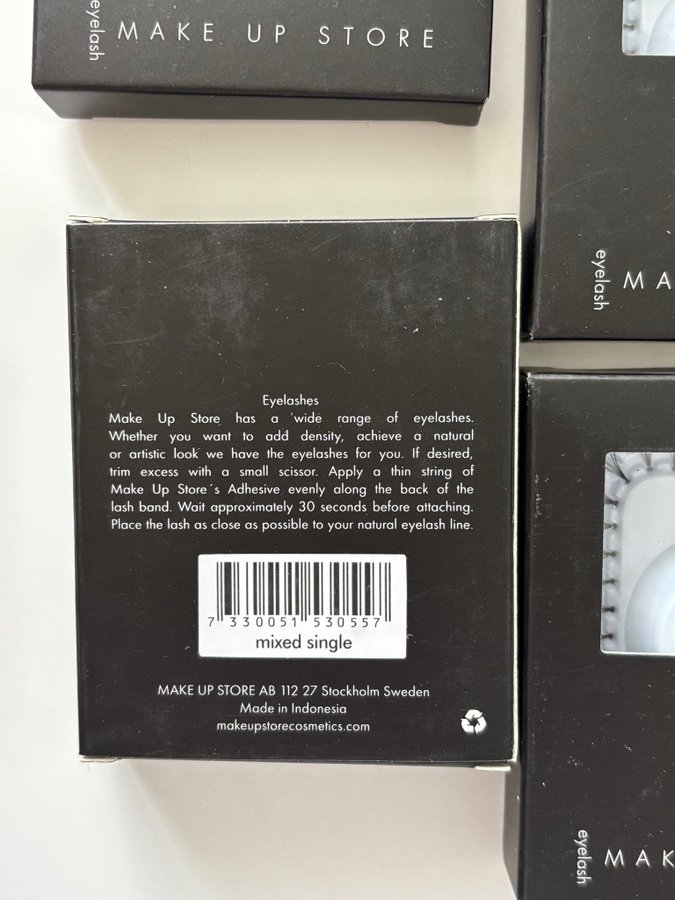 eyelash
MAKE UP STORE
eyelash
MA
Eyelashes
Make Up Store has a wide range of eyelashes.
Whether you want to add density, achieve a natural
or artistic look we have the eyelashes for you. If desired,
trim excess with a small scissor. Apply a thin string of
Make Up Store´s Adhesive evenly along the back of the
lash band. Wait approximately 30 seconds before attaching.
Place the lash as close as possible to your natural eyelash line.
7 330051 530557
mixed single
MAKE UP STORE AB 112 27 Stockholm Sweden
Made in Indonesia
makeupstorecosmetics.com
eyelash
MAK